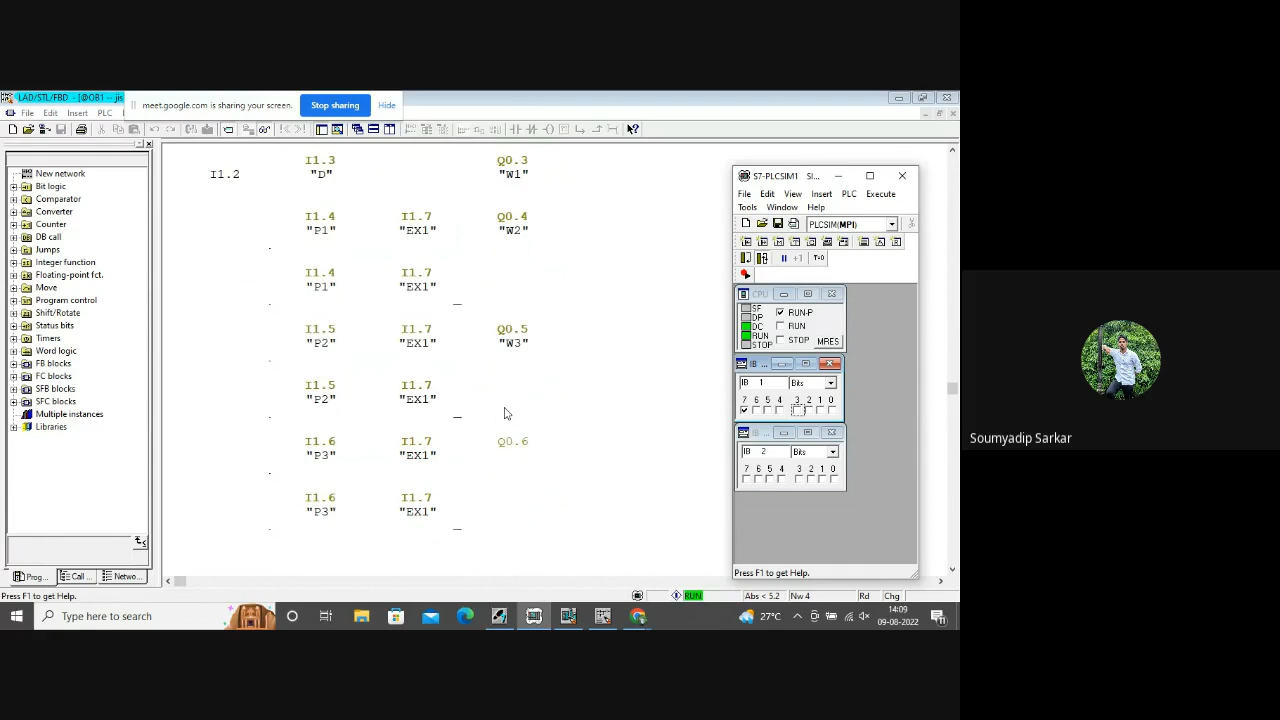 LAD/STL/FBD - [@OB1 -- jis
meet.google.com is sharing your screen. Stop sharing Hide
File Edit Insert PLC
New network
Bit logic
Comparator
Converter
Counter
DB call
Jumps
Integer function
Floating-point fct.
Move
Program control
Shift/Rotate
Status bits
Timers
Word logic
FB blocks
FC blocks
SFB blocks
SFC blocks
Multiple instances
Libraries
Prog... Call ... Netwo...
I1.3 Q0.3
I1.2 "D" "W1"
I1.4 I1.7 Q0.4
"P1" "EX1" "W2"
I1.4 I1.7
"P1" "EX1"
I1.5 I1.7 Q0.5
"P2" "EX1" "W3"
I1.5 I1.7
"P2" "EX1"
I1.6 I1.7 Q0.6
"P3" "EX1"
I1.6 I1.7
"P3" "EX1"
S7-PLCSIM1 SI...
File Edit View Insert PLC Execute
Tools Window Help
PLCSIM(MPI)
+1 T=0
CPU
SF
DP
DC
RUN
STOP
RUN-P
RUN
STOP MRES
IB ...
IB 1 Bits
7 6 5 4 3 2 1 0
IB 2 Bits
7 6 5 4 3 2 1 0
Press F1 to get Help.
Press F1 to get Help. RUN Abs < 5.2 Nw 4 Rd Chg
Type here to search 27°C 14:09
09-08-2022
Soumyadip Sarkar